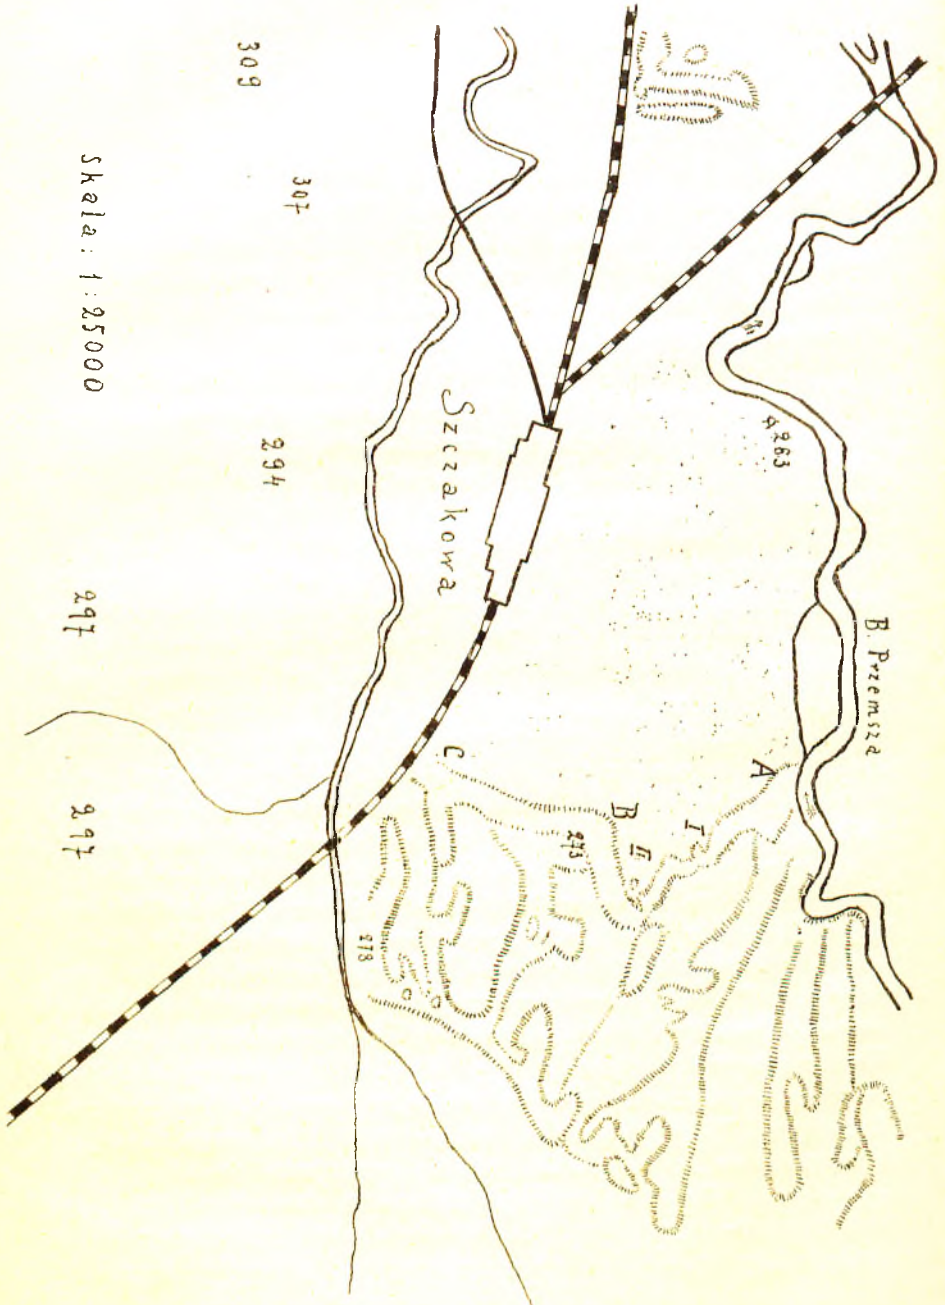 B. Przemsza
263
A
I
B
II
273
C
Szczakowa
278
307
294
309
297
297
Skala: 1:25000